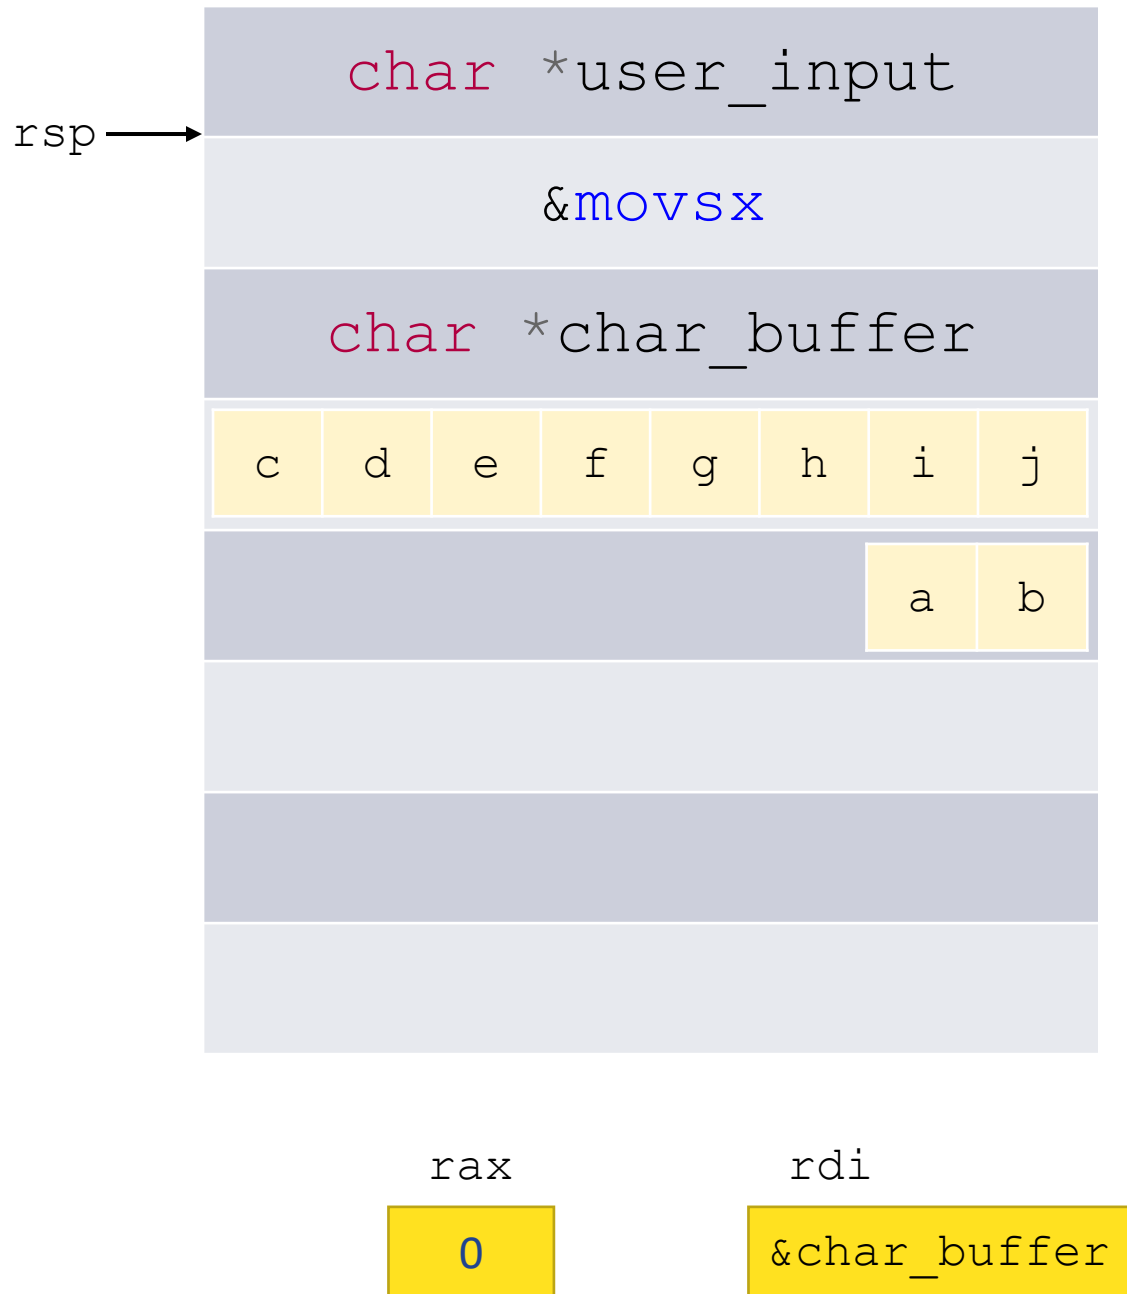 char *user_input
rsp
&movsx
char *char_buffer
c d e f g h i j
a b
rax rdi
0 &char_buffer